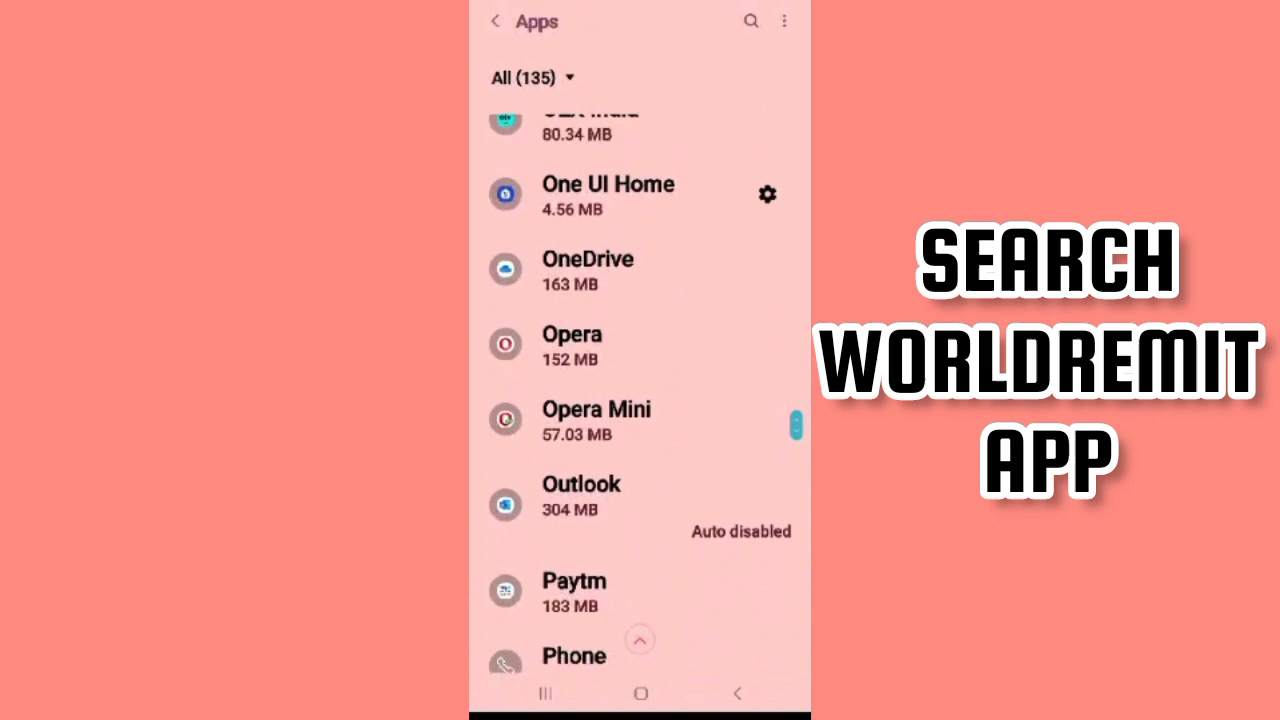 Apps
All (135)
80.34 MB
One UI Home
4.56 MB
OneDrive
163 MB
Opera
152 MB
Opera Mini
57.03 MB
Outlook
304 MB
Auto disabled
Paytm
183 MB
Phone
SEARCH
WORLDREMIT
APP